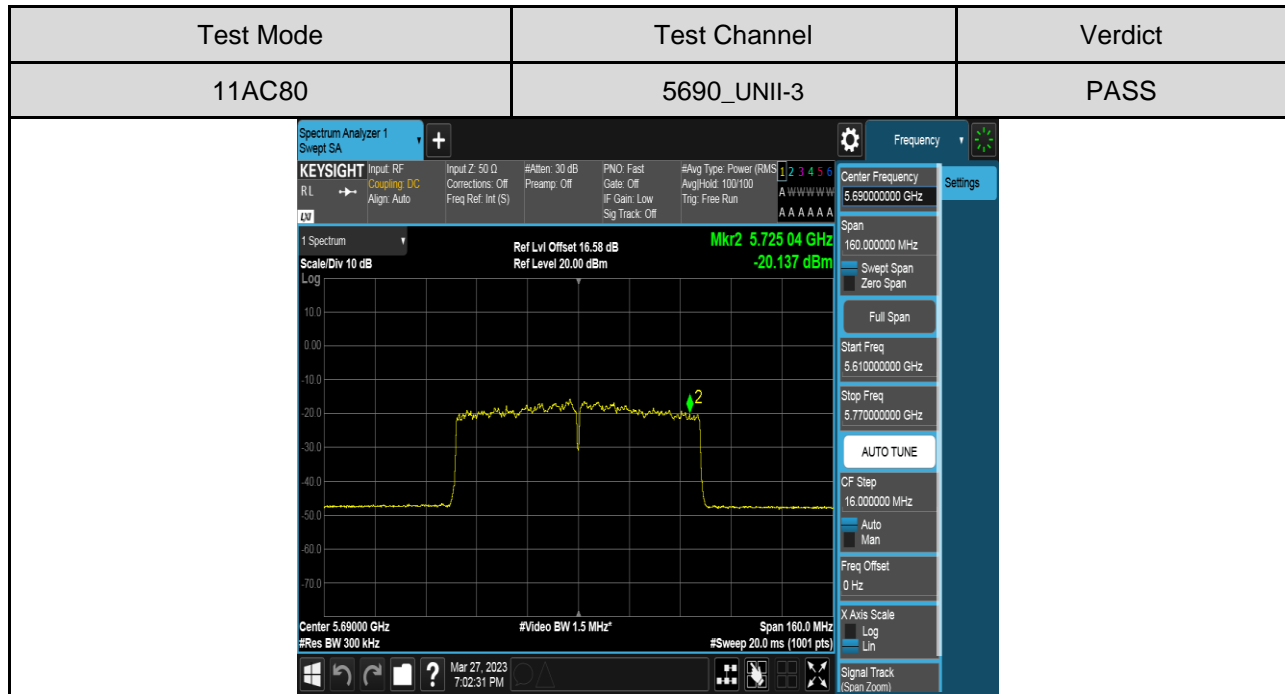 Test Mode Test Channel Verdict
11AC80 5690_UNII-3 PASS
Spectrum Analyzer 1
Swept SA
+
Frequency
KEYSIGHT
RL
LXI
Input: RF
Coupling: DC
Align: Auto
Input Z: 50 Ω
Corrections: Off
Freq Ref: Int (S)
#Atten: 30 dB
Preamp: Off
PNO: Fast
Gate: Off
IF Gain: Low
Sig Track: Off
#Avg Type: Power (RMS
Avg|Hold: 100/100
Trig: Free Run
1 2 3 4 5 6
A W W W W W
A A A A A A
1 Spectrum
Scale/Div 10 dB
Ref Lvl Offset 16.58 dB
Ref Level 20.00 dBm
Mkr2 5.725 04 GHz
-20.137 dBm
Log
10.0
0.00
-10.0
-20.0
-30.0
-40.0
-50.0
-60.0
-70.0
2
Center 5.69000 GHz
#Res BW 300 kHz
#Video BW 1.5 MHz*
Span 160.0 MHz
#Sweep 20.0 ms (1001 pts)
?
Mar 27, 2023
7:02:31 PM
Center Frequency
5.690000000 GHz
Settings
Span
160.000000 MHz
Swept Span
Zero Span
Full Span
Start Freq
5.610000000 GHz
Stop Freq
5.770000000 GHz
AUTO TUNE
CF Step
16.000000 MHz
Auto
Man
Freq Offset
0 Hz
X Axis Scale
Log
Lin
Signal Track
(Span Zoom)